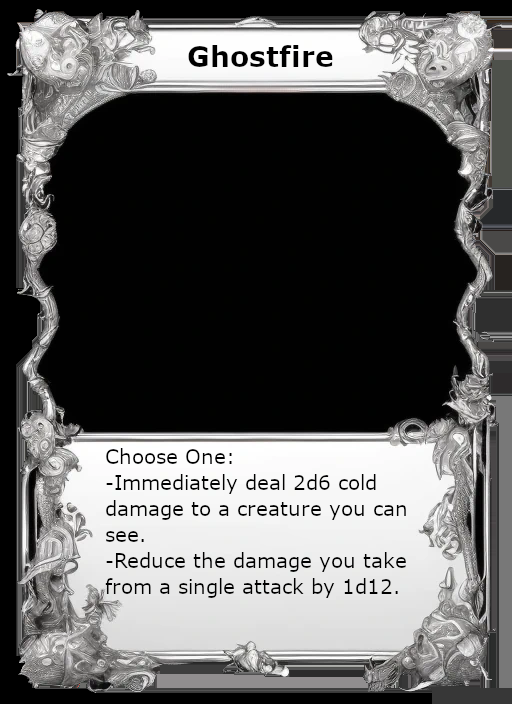 Ghostfire
Choose One:
-Immediately deal 2d6 cold
damage to a creature you can
see.
-Reduce the damage you take
from a single attack by 1d12.